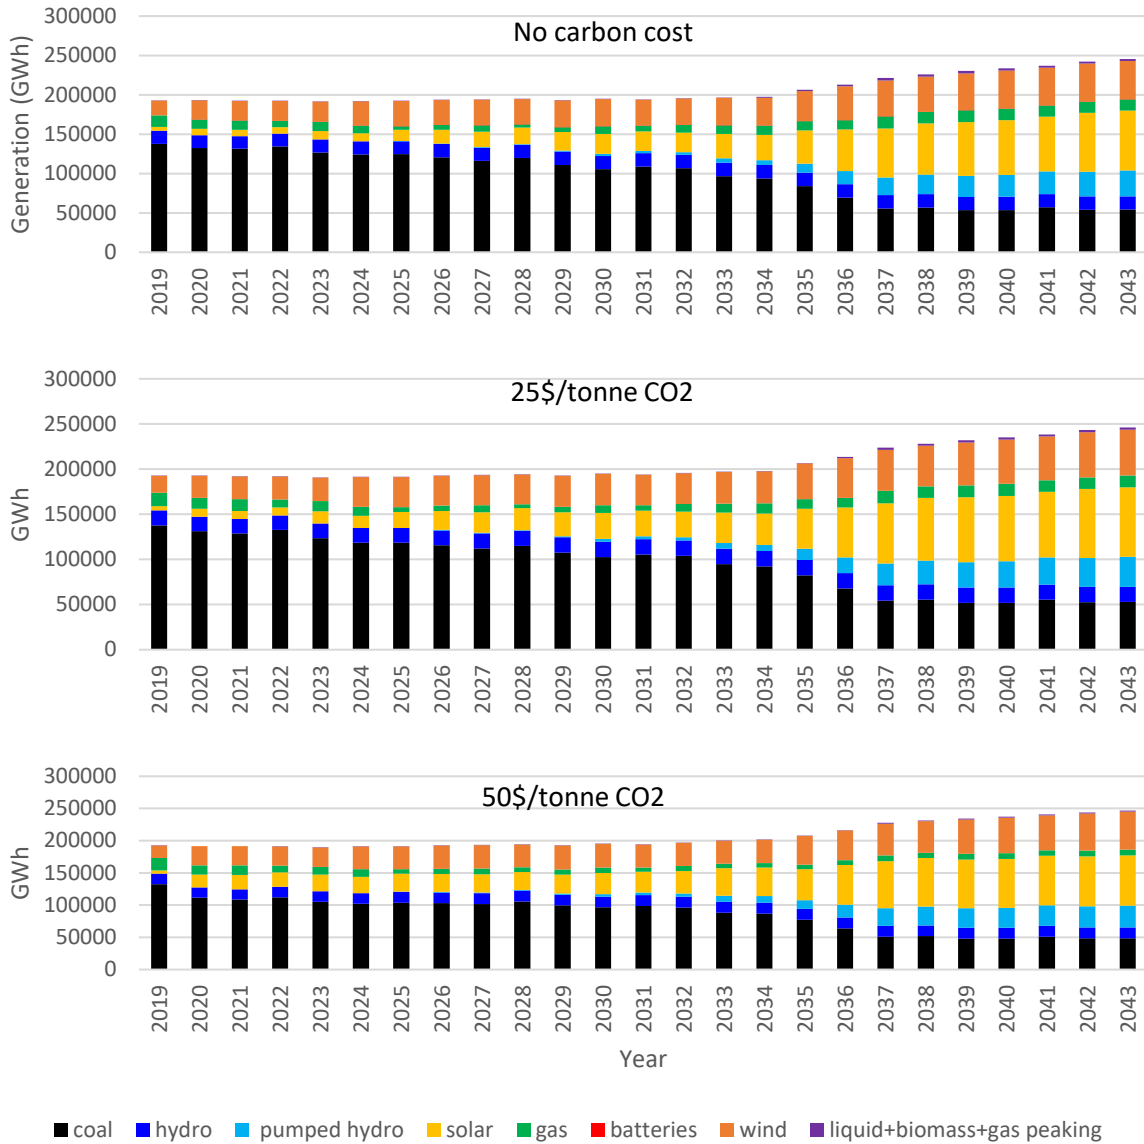 No carbon cost
Generation (GWh)
300000
250000
200000
150000
100000
50000
0
2019 2020 2021 2022 2023 2024 2025 2026 2027 2028 2029 2030 2031 2032 2033 2034 2035 2036 2037 2038 2039 2040 2041 2042 2043
25$/tonne CO2
GWh
300000
250000
200000
150000
100000
50000
0
2019 2020 2021 2022 2023 2024 2025 2026 2027 2028 2029 2030 2031 2032 2033 2034 2035 2036 2037 2038 2039 2040 2041 2042 2043
50$/tonne CO2
GWh
300000
250000
200000
150000
100000
50000
0
2019 2020 2021 2022 2023 2024 2025 2026 2027 2028 2029 2030 2031 2032 2033 2034 2035 2036 2037 2038 2039 2040 2041 2042 2043
Year
coal hydro pumped hydro solar gas batteries wind liquid+biomass+gas peaking